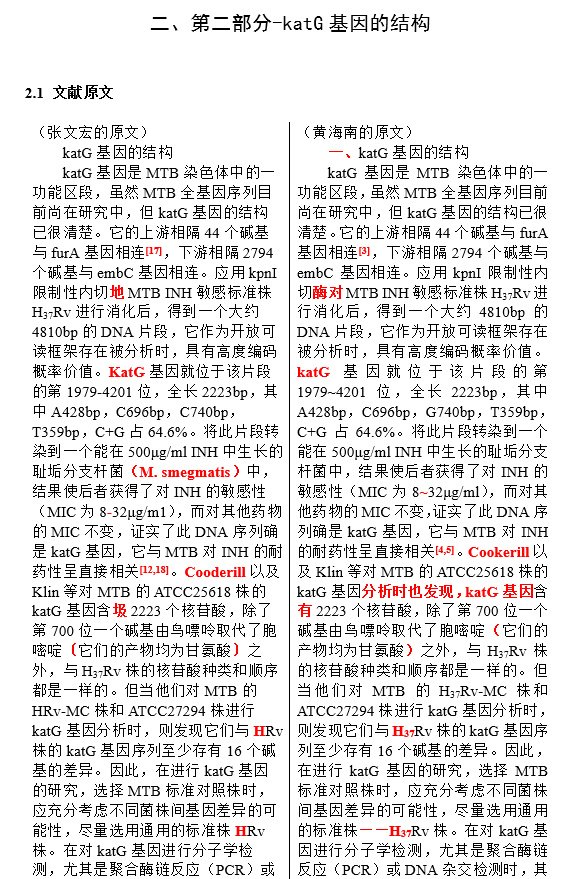 二、第二部分-katG 基因的结构
2.1 文献原文
（张文宏的原文）
katG 基因的结构
katG 基因是 MTB 染色体中的一
功能区段，虽然 MTB 全基因序列目
前尚在研究中，但 katG 基因的结构
已很清楚。它的上游相隔 44 个碱基
与 furA 基因相连[17]，下游相隔 2794
个碱基与 embC 基因相连。应用 kpnI
限制性内切地 MTB INH 敏感标准株
H37Rv 进行消化后，得到一个大约
4810bp 的 DNA 片段，它作为开放可
读框架存在被分析时，具有高度编码
概率价值。KatG 基因就位于该片段
的第 1979-4201 位，全长 2223bp，其
中 A428bp，C696bp，C740bp，
T359bp，C+G 占 64.6%。将此片段转
染到一个能在 500μg/ml INH 中生长的
耻垢分支杆菌（M. smegmatis）中，
结果使后者获得了对 INH 的敏感性
（MIC 为 8-32μg/m1），而对其他药物
的 MIC 不变，证实了此 DNA 序列确
是 katG 基因，它与 MTB 对 INH 的耐
药性呈直接相关[12,18]。Cooderill 以及
Klin 等对 MTB 的 ATCC25618 株的
katG 基因含圾 2223 个核苷酸，除了
第 700 位一个碱基由鸟嘌呤取代了胞
嘧啶〔它们的产物均为甘氨酸〕之
外，与 H37Rv 株的核苷酸种类和顺序
都是一样的。但当他们对 MTB 的
HRv-MC 株和 ATCC27294 株进行
katG 基因分析时，则发现它们与 HRv
株的 katG 基因序列至少存有 16 个碱
基的差异。因此，在进行 katG 基因
的研究，选择 MTB 标准对照株时，
应充分考虑不同菌株间基因差异的可
能性，尽量选用通用的标准株 HRv
株。在对 katG 基因进行分子学检
测，尤其是聚合酶链反应（PCR）或
（黄海南的原文）
一、katG 基因的结构
katG 基因是 MTB 染色体中的一
功能区段，虽然 MTB 全基因序列目前
尚在研究中，但 katG 基因的结构已很
清楚。它的上游相隔 44 个碱基与 furA
基因相连[3]，下游相隔 2794 个碱基与
embC 基因相连。应用 kpnI 限制性内
切酶对 MTB INH 敏感标准株 H37Rv 进
行消化后，得到一个大约 4810bp 的
DNA 片段，它作为开放可读框架存在
被分析时，具有高度编码概率价值。
katG 基因就位于该片段的第
1979~4201 位，全长 2223bp，其中
A428bp，C696bp，G740bp，T359bp，
C+G 占 64.6%。将此片段转染到一个
能在 500μg/ml INH 中生长的耻垢分支
杆菌中，结果使后者获得了对 INH 的
敏感性（MIC 为 8~32μg/ml），而对其
他药物的 MIC 不变，证实了此 DNA 序
列确是 katG 基因，它与 MTB 对 INH
的耐药性呈直接相关[4,5]。Cookerill 以
及 Klin 等对 MTB 的 ATCC25618 株的
katG 基因分析时也发现，katG 基因含
有 2223 个核苷酸，除了第 700 位一个
碱基由鸟嘌呤取代了胞嘧啶（它们的
产物均为甘氨酸）之外，与 H37Rv 株
的核苷酸种类和顺序都是一样的。但
当他们对 MTB 的 H37Rv-MC 株和
ATCC27294 株进行 katG 基因分析时，
则发现它们与 H37Rv 株的 katG 基因序
列至少存有 16 个碱基的差异。因此，
在进行 katG 基因的研究，选择 MTB
标准对照株时，应充分考虑不同菌株
间基因差异的可能性，尽量选用通用
的标准株－－H37Rv 株。在对 katG 基
因进行分子学检测，尤其是聚合酶链
反应（PCR）或 DNA 杂交检测时，其